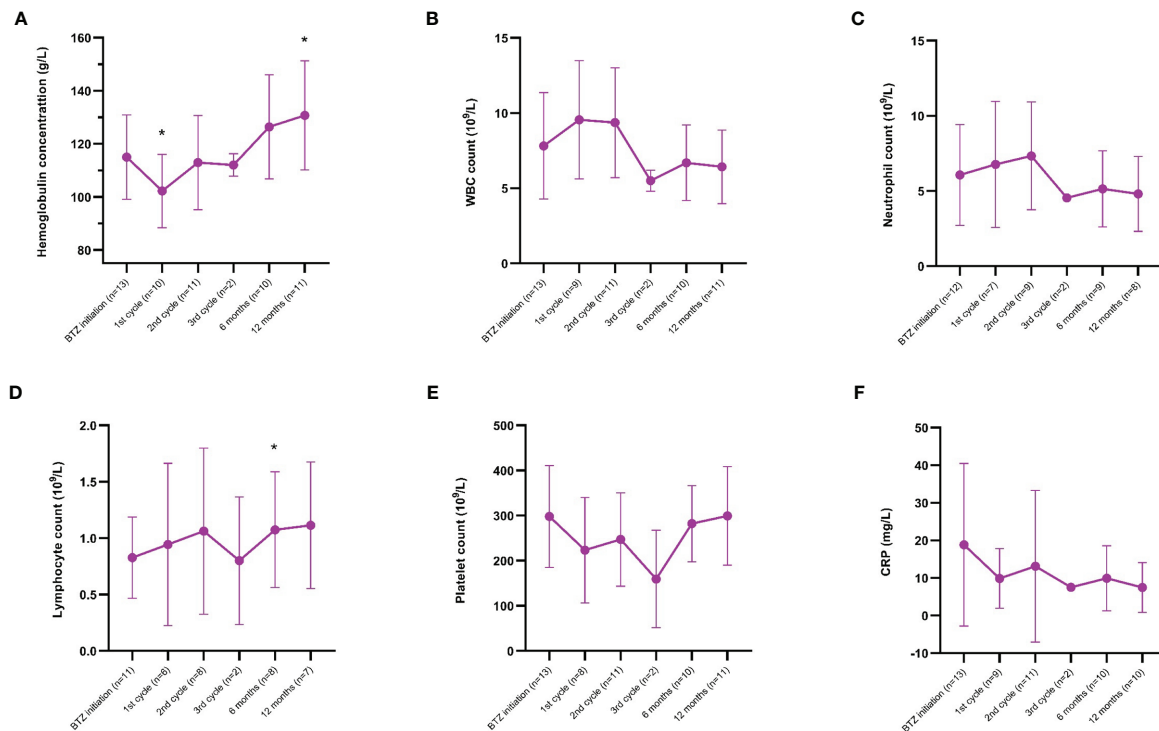 A
Hemoglobulin concentrattion (g/L)
160
140
120
100
80
*
*
BTZ initiation (n=13)
1st cycle (n=10)
2nd cycle (n=11)
3rd cycle (n=2)
6 months (n=10)
12 months (n=11)
B
WBC count (10⁹/L)
15
10
5
0
BTZ initiation (n=13)
1st cycle (n=9)
2nd cycle (n=11)
3rd cycle (n=2)
6 months (n=10)
12 months (n=11)
C
Neutrophil count (10⁹/L)
15
10
5
0
BTZ initiation (n=12)
1st cycle (n=7)
2nd cycle (n=9)
3rd cycle (n=2)
6 months (n=9)
12 months (n=8)
D
Lymphocyte count (10⁹/L)
2.0
1.5
1.0
0.5
0.0
*
BTZ initiation (n=11)
1st cycle (n=6)
2nd cycle (n=8)
3rd cycle (n=2)
6 months (n=8)
12 months (n=7)
E
Platelet count (10⁹/L)
500
400
300
200
100
0
BTZ initiation (n=13)
1st cycle (n=8)
2nd cycle (n=11)
3rd cycle (n=2)
6 months (n=10)
12 months (n=11)
F
CRP (mg/L)
50
40
30
20
10
0
-10
BTZ initiation (n=13)
1st cycle (n=9)
2nd cycle (n=11)
3rd cycle (n=2)
6 months (n=10)
12 months (n=10)